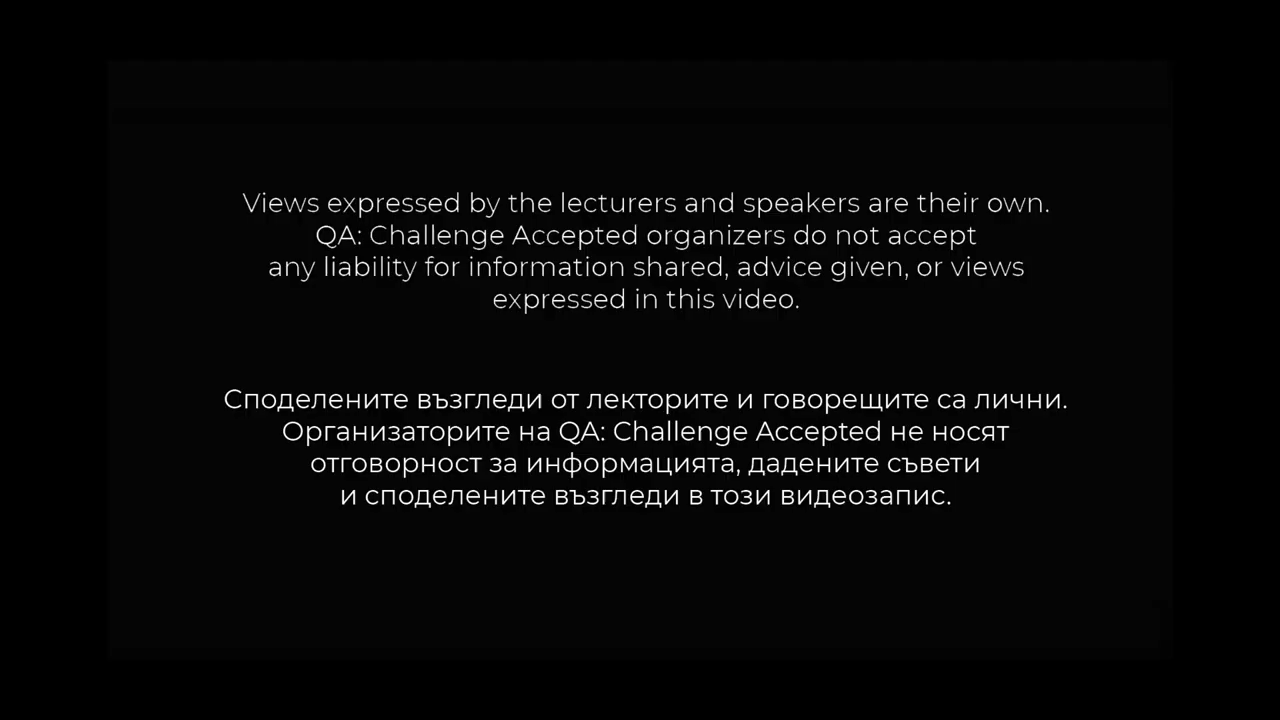 Views expressed by the lecturers and speakers are their own.
QA: Challenge Accepted organizers do not accept
any liability for information shared, advice given, or views
expressed in this video.
Споделените възгледи от лекторите и говорещите са лични.
Организаторите на QA: Challenge Accepted не носят
отговорност за информацията, дадените съвети
и споделените възгледи в този видеозапис.